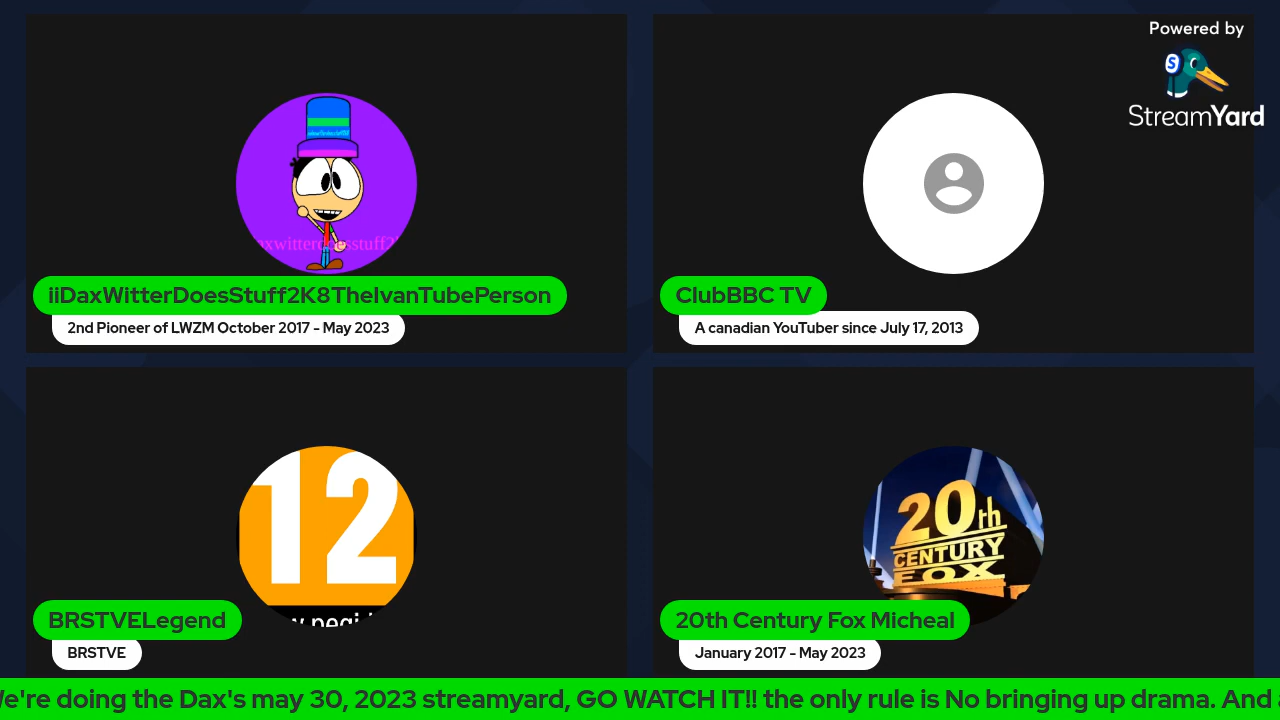 Powered by
StreamYard
iiDaxWitterDoesStuff2K8TheIvanTubePerson
2nd Pioneer of LWZM October 2017 - May 2023
ClubBBC TV
A canadian YouTuber since July 17, 2013
12
BRSTVELegend
BRSTVE
20th
CENTURY
FOX
20th Century Fox Micheal
January 2017 - May 2023
We're doing the Dax's may 30, 2023 streamyard, GO WATCH IT!! the only rule is No bringing up drama. And